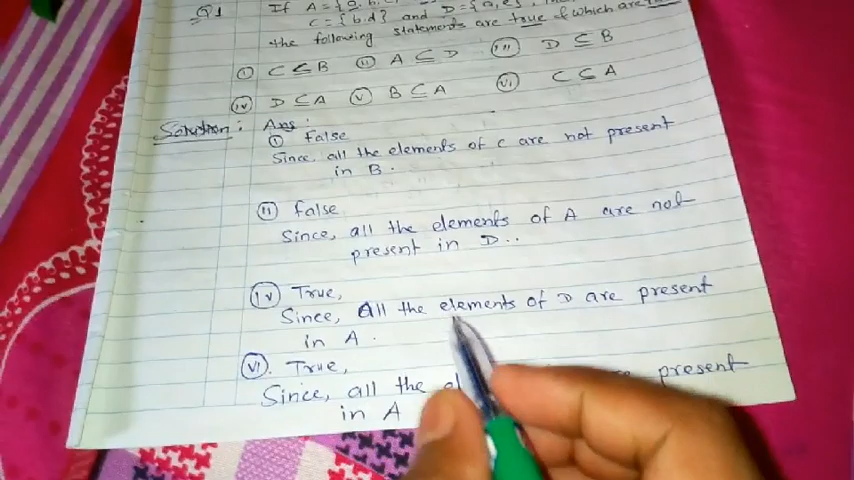 Q1 If A = {a, b, c
C = {b, d} and D = {a, e},
the following statements are true & which are
(i) C ⊆ B (ii) A ⊆ D (iii) D ⊆ B
(iv) D ⊆ A (v) B ⊆ A (vi) C ⊆ A
Solution : Ans :
(i) False
Since, all the elements of C are not present
in B.
(ii) False
Since, all the elements of A are not
present in D..
(iv) True,
Since, All the elements of D are present
in A.
(vi). True,
Since, all the el present
in A